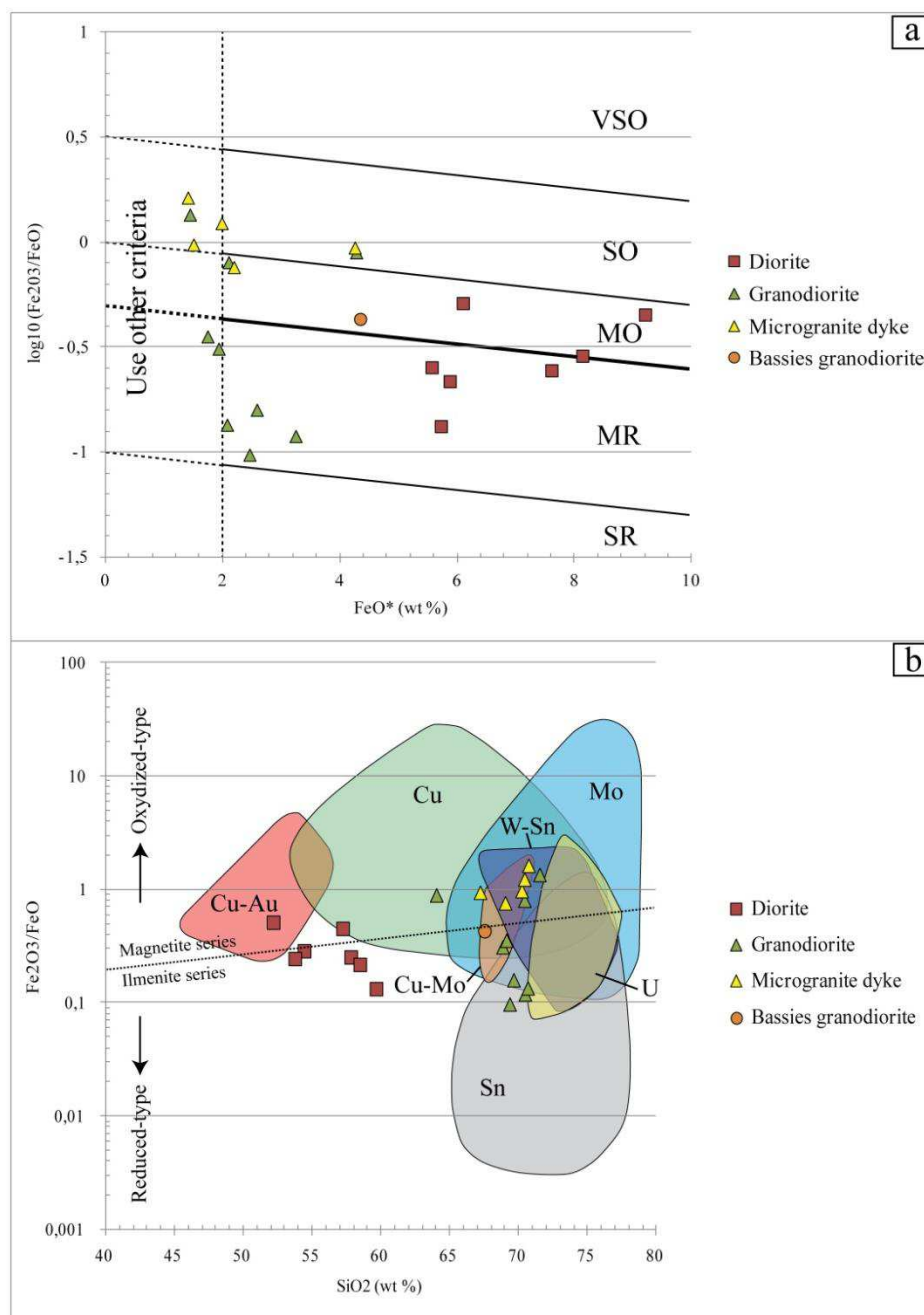 a
1
0,5
0
-0,5
-1
-1,5
log10 (Fe203/FeO)
Use other criteria
VSO
SO
MO
MR
SR
0 2 4 6 8 10
FeO* (wt %)
Diorite
Granodiorite
Microgranite dyke
Bassies granodiorite
b
100
10
1
0,1
0,01
0,001
Fe2O3/FeO
Oxydized-type
Reduced-type
Magnetite series
Ilmenite series
Cu-Au
Cu
Mo
W-Sn
Cu-Mo
U
Sn
40 45 50 55 60 65 70 75 80
SiO2 (wt %)
Diorite
Granodiorite
Microgranite dyke
Bassies granodiorite